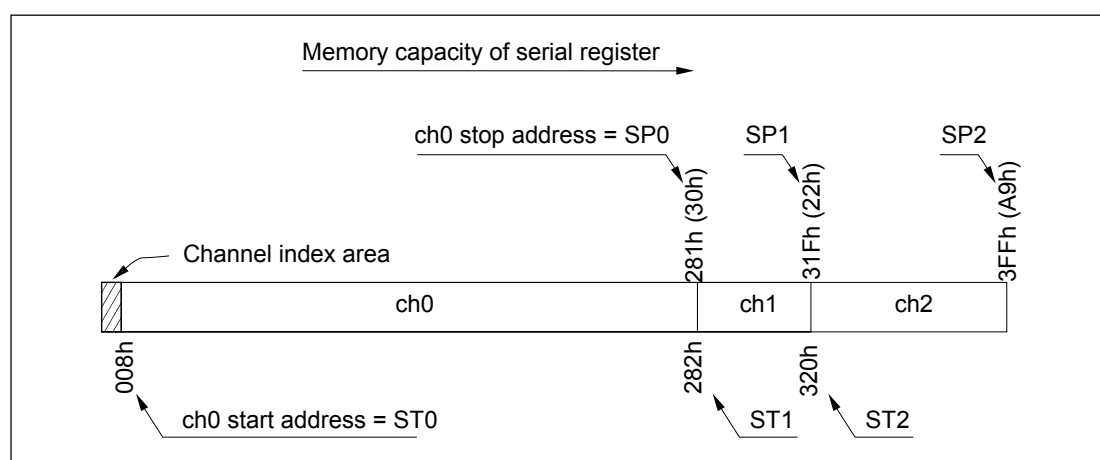 Memory capacity of serial register
ch0 stop address = SP0
SP1
SP2
281h (30h)
31Fh (22h)
3FFh (A9h)
Channel index area
ch0
ch1
ch2
008h
282h
320h
ch0 start address = ST0
ST1
ST2